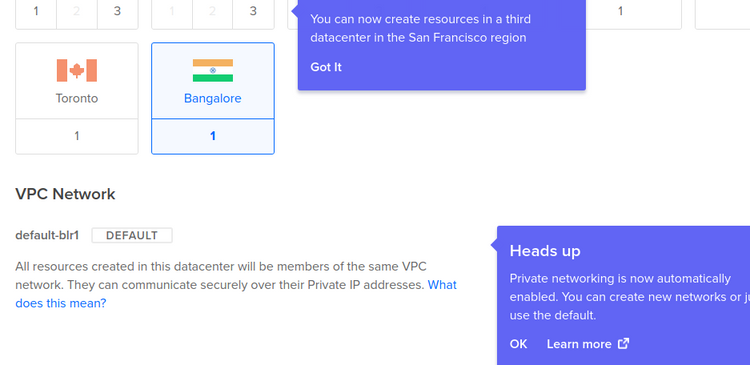 1 2 3
1 2 3
1
You can now create resources in a third
datacenter in the San Francisco region
Got It
Toronto
1
Bangalore
1
VPC Network
default-blr1 DEFAULT
All resources created in this datacenter will be members of the same VPC
network. They can communicate securely over their Private IP addresses. What
does this mean?
Heads up
Private networking is now automatically
enabled. You can create new networks or
use the default.
OK Learn more